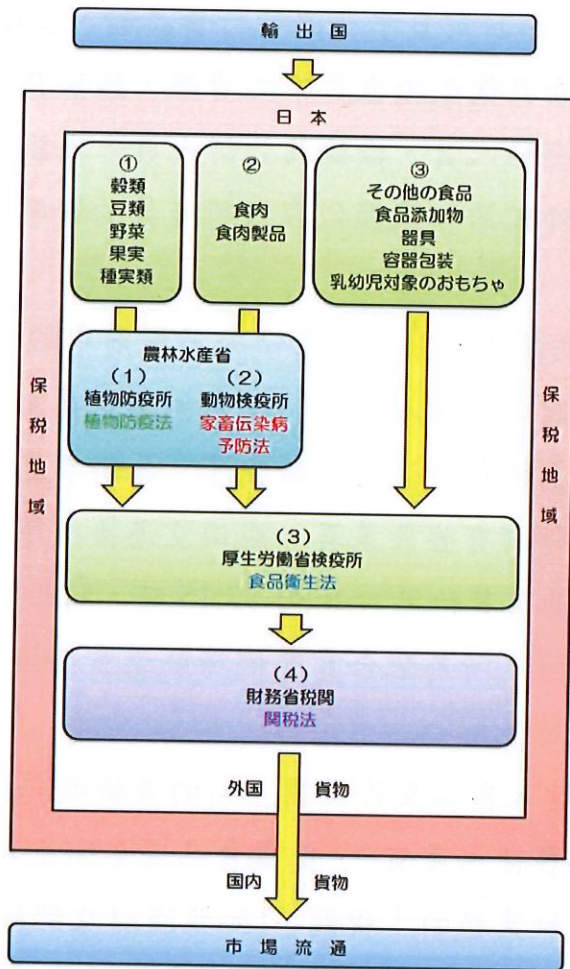 輸出国
日本
①
穀類
豆類
野菜
果実
種実類
②
食肉
食肉製品
③
その他の食品
食品添加物
器具
容器包装
乳幼児対象のおもちゃ
農林水産省
(1)
植物防疫所
植物防疫法
(2)
動物検疫所
家畜伝染病
予防法
保税地域
保税地域
(3)
厚生労働省検疫所
食品衛生法
(4)
財務省税関
関税法
外国 貨物
国内 貨物
市場流通